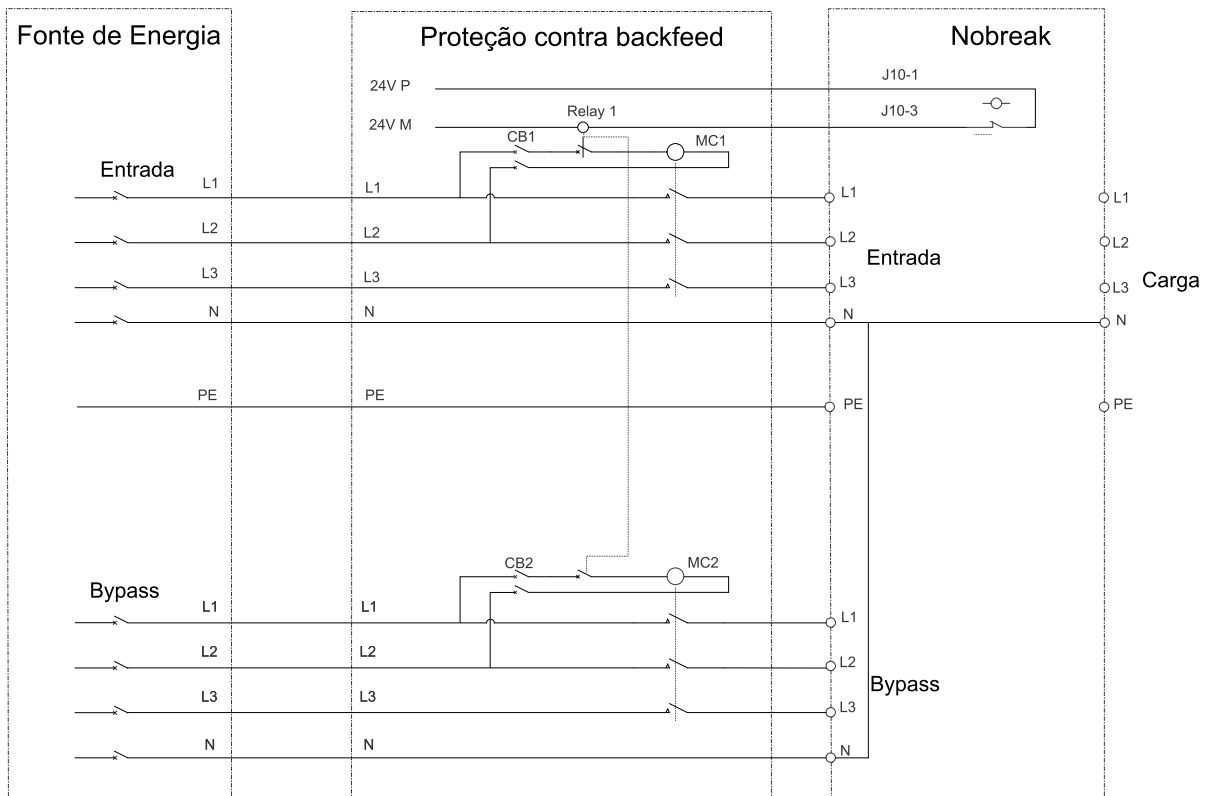 Fonte de Energia
Proteção contra backfeed
Nobreak
24V P
J10-1
24V M
Relay 1
J10-3
CB1
MC1
Entrada
L1
L1
L1
L1
L2
L2
L2
L2
Entrada
L3
L3
L3
L3
Carga
N
N
N
N
PE
PE
PE
PE
CB2
MC2
Bypass
L1
L1
L1
L2
L2
L2
Bypass
L3
L3
L3
N
N
N